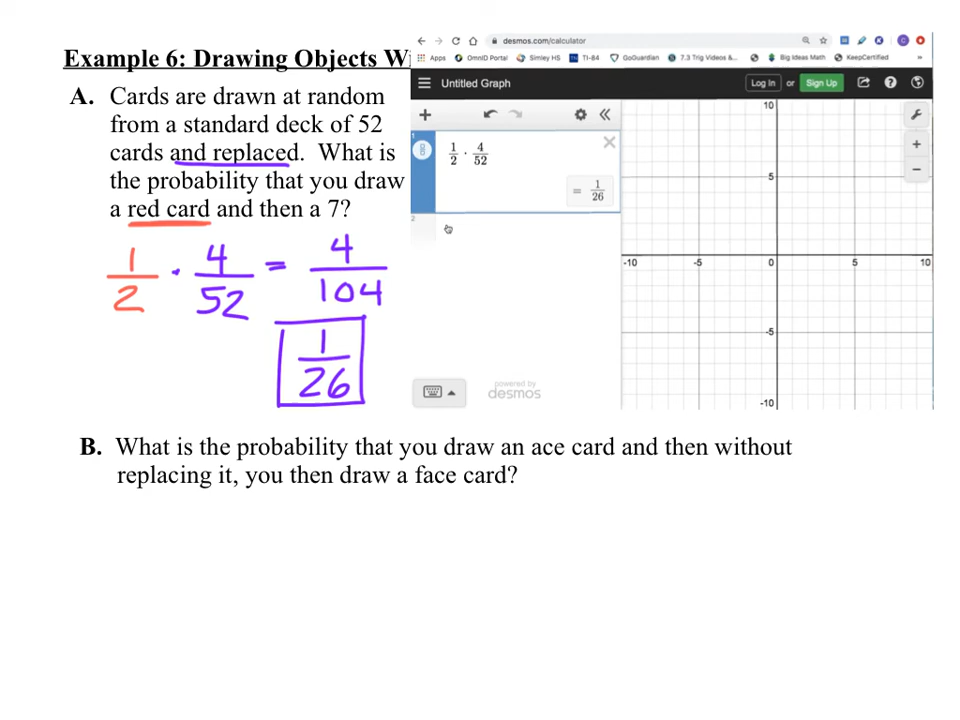 Example 6: Drawing Objects Wi
A. Cards are drawn at random
from a standard deck of 52
cards and replaced. What is
the probability that you draw
a red card and then a 7?
1/2 · 4/52 = 4/104
1/26
desmos.com/calculator
Apps OmniD Portal Simley HS TI-84 GoGuardian 7.3 Trig Videos &... Big Ideas Math KeepCertified »
Untitled Graph Log In or Sign Up
1
1/2 · 4/52
= 1/26
2
10
5
-10 -5 0 5 10
-5
-10
powered by
desmos
B. What is the probability that you draw an ace card and then without
replacing it, you then draw a face card?